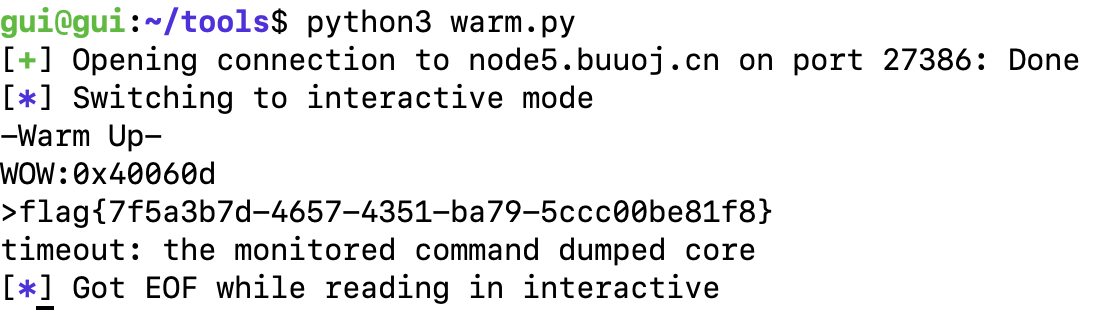 gui@gui:~/tools$ python3 warm.py
[+] Opening connection to node5.buuoj.cn on port 27386: Done
[*] Switching to interactive mode
-Warm Up-
WOW:0x40060d
>flag{7f5a3b7d-4657-4351-ba79-5ccc00be81f8}
timeout: the monitored command dumped core
[*] Got EOF while reading in interactive